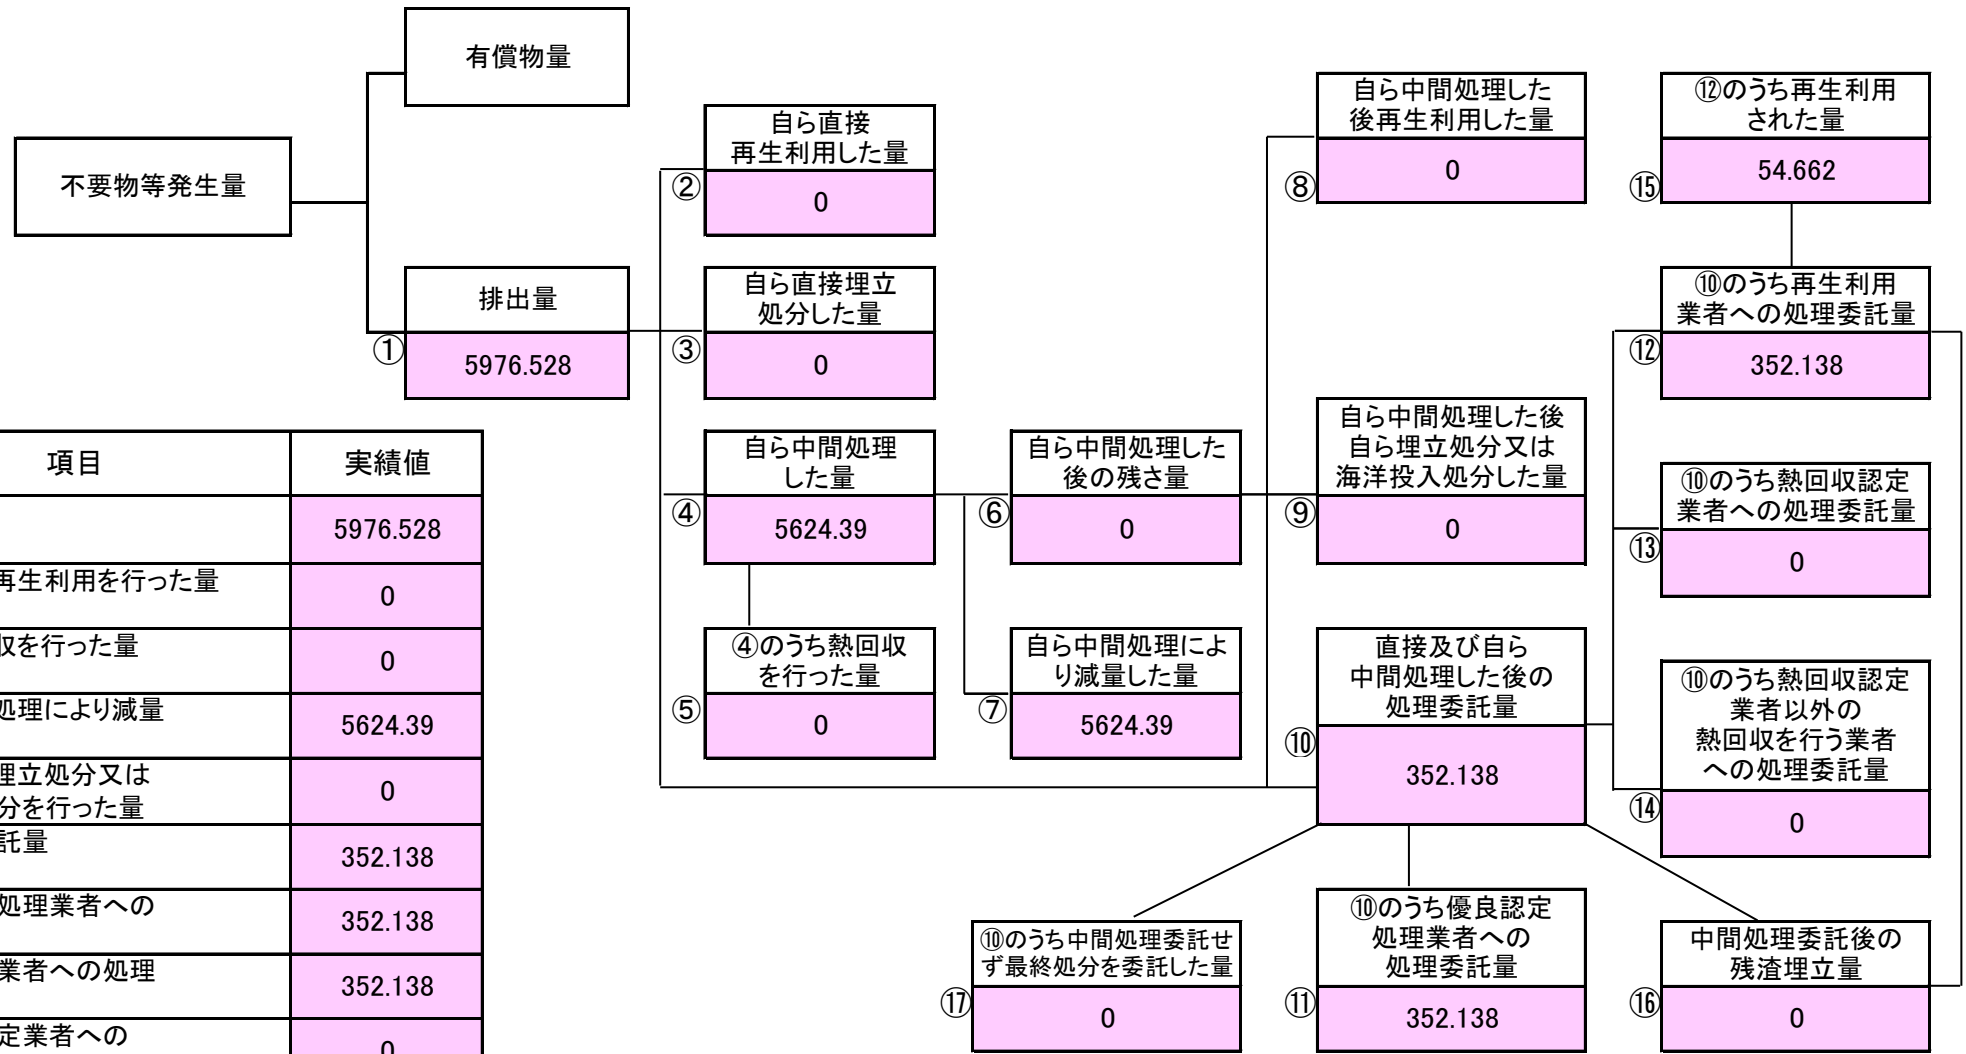 有償物量
不要物等発生量
排出量
①
5976.528
自ら直接
再生利用した量
②
0
自ら直接埋立
処分した量
③
0
自ら中間処理
した量
④
5624.39
④のうち熱回収
を行った量
⑤
0
自ら中間処理した
後の残さ量
⑥
0
自ら中間処理によ
り減量した量
⑦
5624.39
自ら中間処理した
後再生利用した量
⑧
0
自ら中間処理した後
自ら埋立処分又は
海洋投入処分した量
⑨
0
直接及び自ら
中間処理した後の
処理委託量
⑩
352.138
⑩のうち優良認定
処理業者への
処理委託量
⑪
352.138
⑫のうち再生利用
された量
⑮
54.662
⑩のうち再生利用
業者への処理委託量
⑫
352.138
⑩のうち熱回収認定
業者への処理委託量
⑬
0
⑩のうち熱回収認定
業者以外の
熱回収を行う業者
への処理委託量
⑭
0
中間処理委託後の
残渣埋立量
⑯
0
⑩のうち中間処理委託せ
ず最終処分を委託した量
⑰
0
項目 実績値
5976.528
再生利用を行った量
0
収を行った量
0
処理により減量
5624.39
埋立処分又は
分を行った量
0
託量
352.138
処理業者への
352.138
業者への処理
352.138
定業者への
0